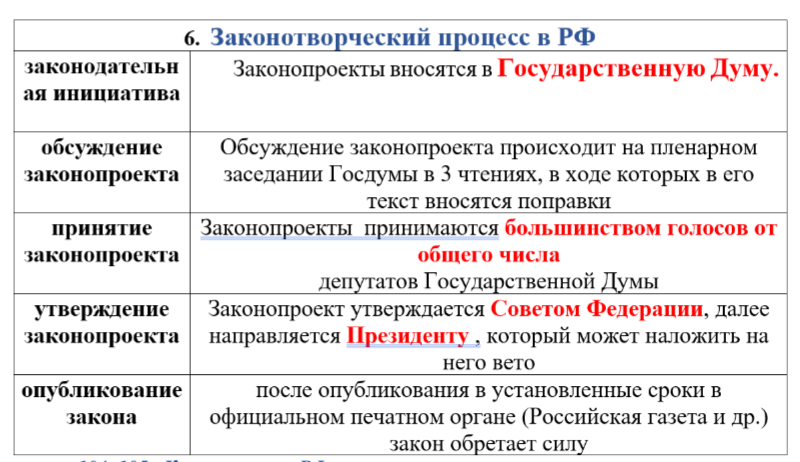 6. Законотворческий процесс в РФ
законодательн
ая инициатива
Законопроекты вносятся в Государственную Думу.
обсуждение
законопроекта
Обсуждение законопроекта происходит на пленарном
заседании Госдумы в 3 чтениях, в ходе которых в его
текст вносятся поправки
принятие
законопроекта
Законопроекты принимаются большинством голосов от
общего числа
депутатов Государственной Думы
утверждение
законопроекта
Законопроект утверждается Советом Федерации, далее
направляется Президенту , который может наложить на
него вето
опубликование
закона
после опубликования в установленные сроки в
официальном печатном органе (Российская газета и др.)
закон обретает силу